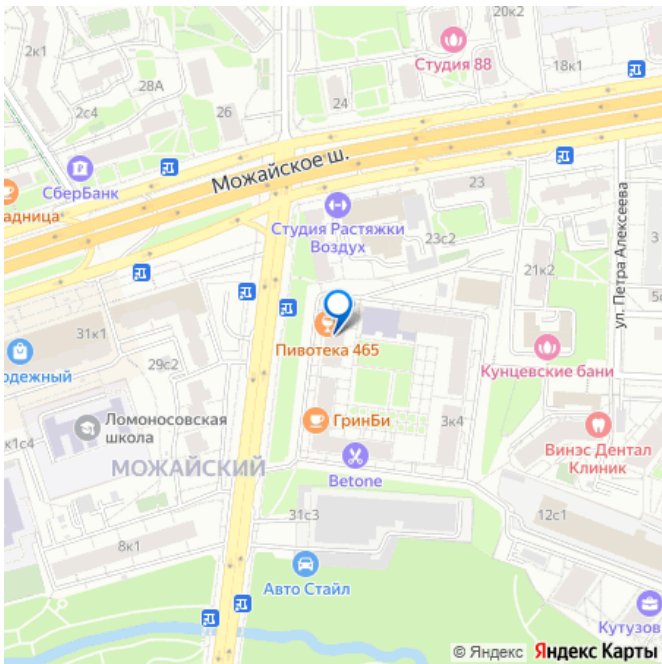 20к2
2к1
Студия 88
18к1
28А
2с4
26
24
Можайское ш.
СберБанк
адница
23
Студия Растяжки
Воздух
23с2
ул. Петра Алексеева
3
21к2
5к
31к1
Пивотека 465
29с2
одежный
Кунцевские бани
Ломоносовская
школа
ГринБи
3к4
к1с4
Винэс Дентал
Клиник
МОЖАЙСКИЙ
Betone
31с3
12с1
8к1
Авто Стайл
Кутузов
© Яндекс Яндекс Карты